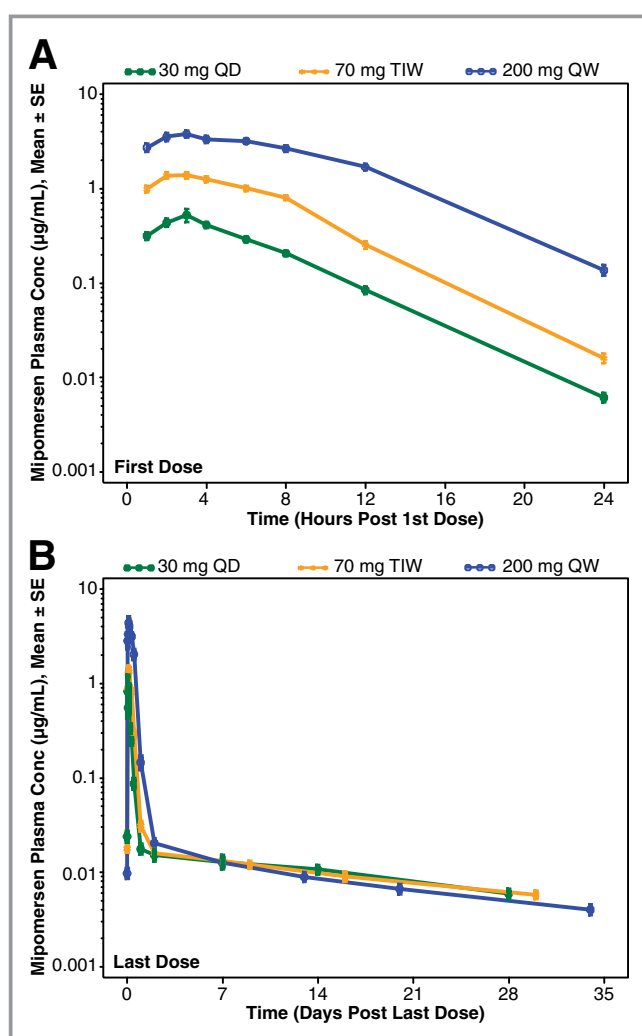 A
30 mg QD 70 mg TIW 200 mg QW
Mipomersen Plasma Conc (µg/mL), Mean ± SE
10
1
0.1
0.01
0.001
First Dose
0 4 8 12 16 20 24
Time (Hours Post 1st Dose)
B
30 mg QD 70 mg TIW 200 mg QW
Mipomersen Plasma Conc (µg/mL), Mean ± SE
10
1
0.1
0.01
0.001
Last Dose
0 7 14 21 28 35
Time (Days Post Last Dose)